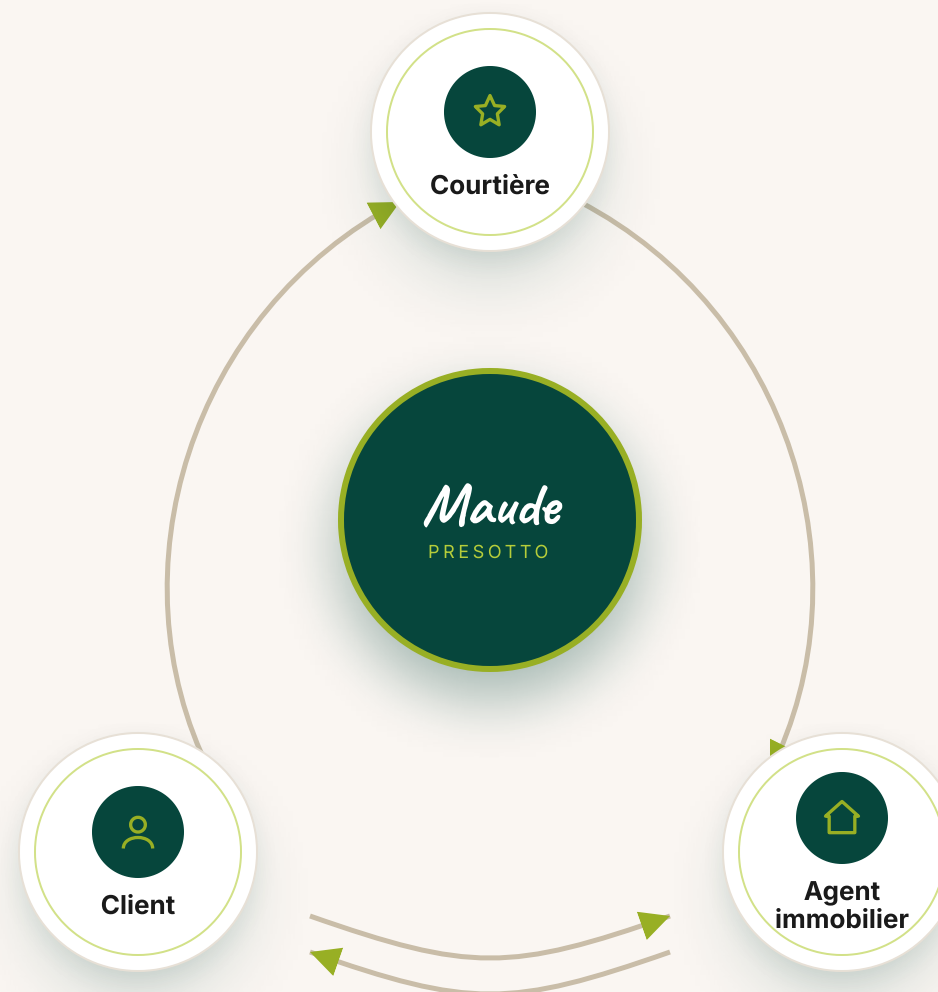 Courtière
Maude
PRESOTTO
Client
Agent
immobilier